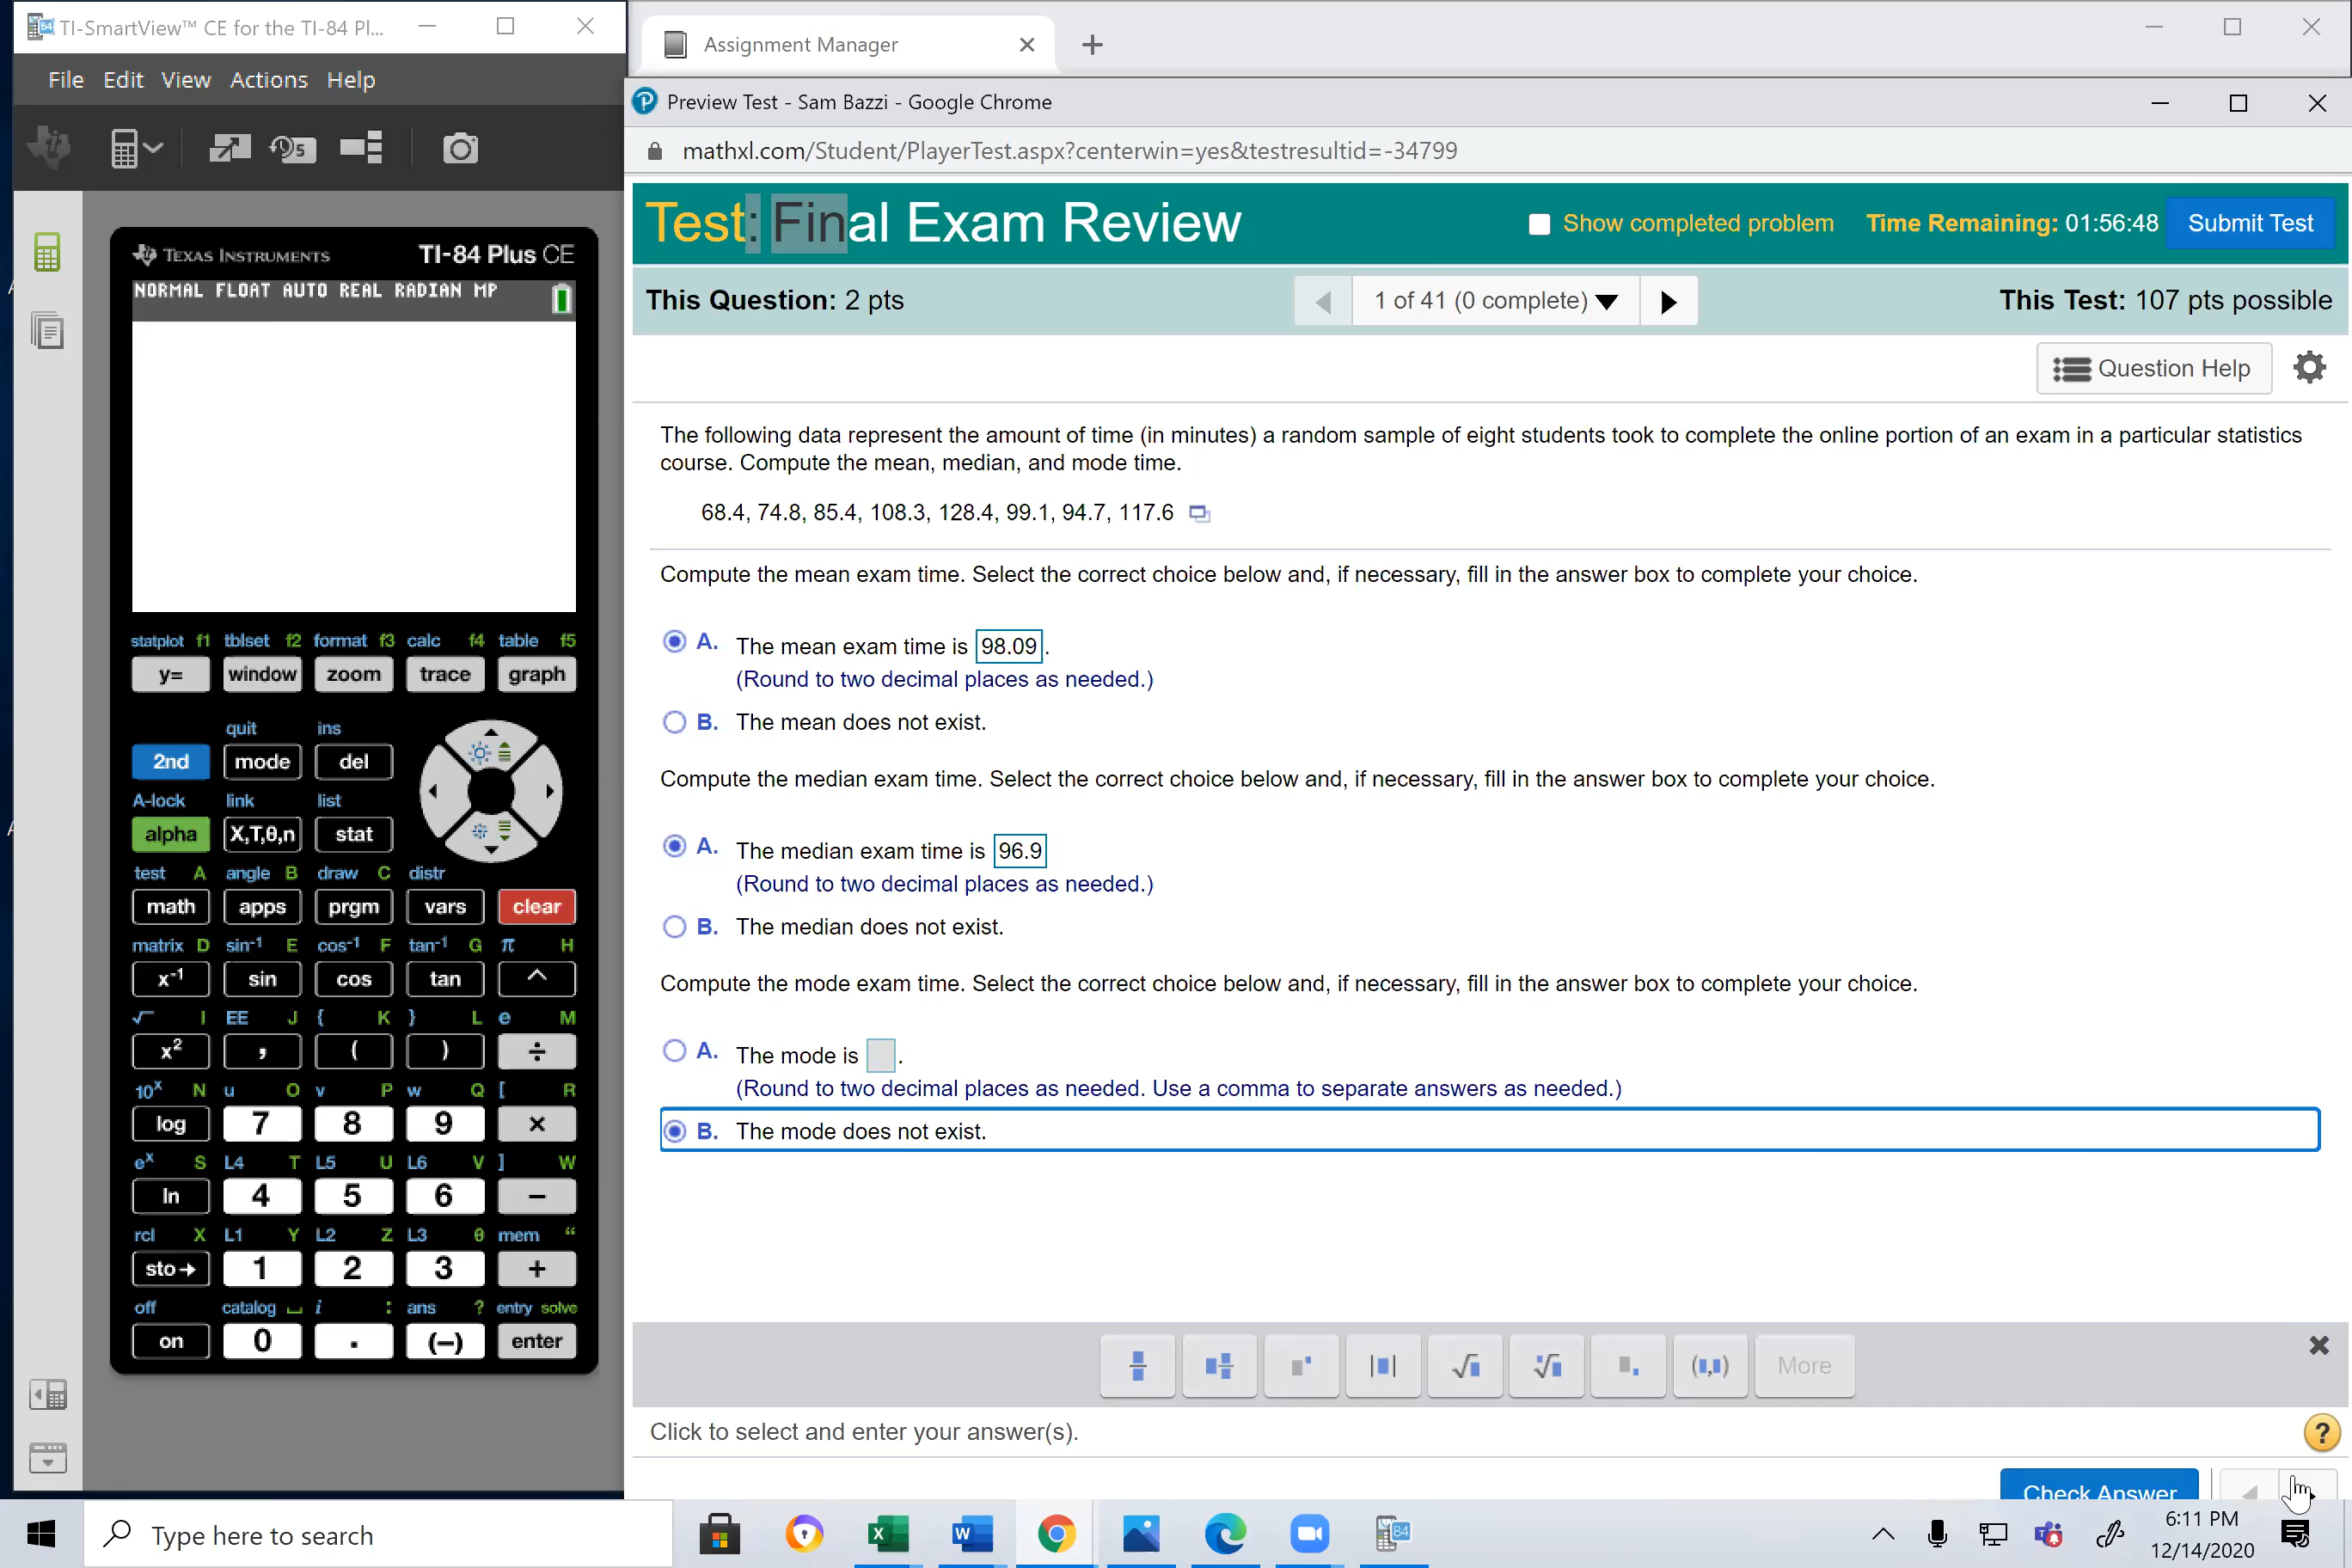 TI-SmartView™ CE for the TI-84 Pl...
File Edit View Actions Help
Assignment Manager
Preview Test - Sam Bazzi - Google Chrome
mathxl.com/Student/PlayerTest.aspx?centerwin=yes&testresultid=-34799
Test: Final Exam Review
Show completed problem
Time Remaining: 01:56:48
Submit Test
This Question: 2 pts
1 of 41 (0 complete)
This Test: 107 pts possible
Question Help
The following data represent the amount of time (in minutes) a random sample of eight students took to complete the online portion of an exam in a particular statistics
course. Compute the mean, median, and mode time.
68.4, 74.8, 85.4, 108.3, 128.4, 99.1, 94.7, 117.6
Compute the mean exam time. Select the correct choice below and, if necessary, fill in the answer box to complete your choice.
A. The mean exam time is 98.09.
(Round to two decimal places as needed.)
B. The mean does not exist.
Compute the median exam time. Select the correct choice below and, if necessary, fill in the answer box to complete your choice.
A. The median exam time is 96.9
(Round to two decimal places as needed.)
B. The median does not exist.
Compute the mode exam time. Select the correct choice below and, if necessary, fill in the answer box to complete your choice.
A. The mode is .
(Round to two decimal places as needed. Use a comma to separate answers as needed.)
B. The mode does not exist.
More
Click to select and enter your answer(s).
?
Check Answer
TEXAS INSTRUMENTS TI-84 Plus CE
NORMAL FLOAT AUTO REAL RADIAN MP
statplot f1 tblset f2 format f3 calc f4 table f5
y= window zoom trace graph
quit ins
2nd mode del
A-lock link list
alpha X,T,θ,n stat
test A angle B draw C distr
math apps prgm vars clear
matrix D sin⁻¹ E cos⁻¹ F tan⁻¹ G π H
x⁻¹ sin cos tan ^
√ I EE J { K } L e M
x² , ( ) ÷
10ˣ N u O v P w Q [ R
log 7 8 9 ×
eˣ S L4 T L5 U L6 V ] W
ln 4 5 6 −
rcl X L1 Y L2 Z L3 θ mem “
sto→ 1 2 3 +
off catalog ⎵ i : ans ? entry solve
on 0 . (−) enter
Type here to search
6:11 PM
12/14/2020